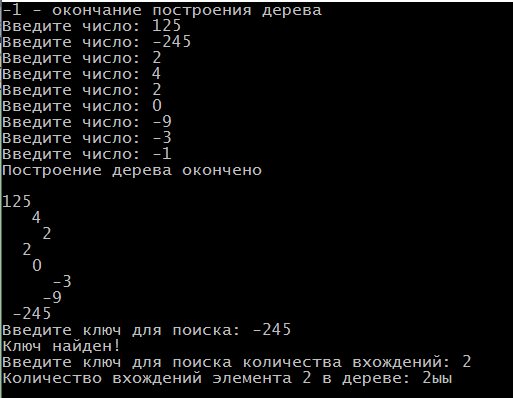 -1 - окончание построения дерева
Введите число: 125
Введите число: -245
Введите число: 2
Введите число: 4
Введите число: 2
Введите число: 0
Введите число: -9
Введите число: -3
Введите число: -1
Построение дерева окончено

125
   4
    2
  2
   0
     -3
    -9
 -245
Введите ключ для поиска: -245
Ключ найден!
Введите ключ для поиска количества вхождений: 2
Количество вхождений элемента 2 в дереве: 2ыы